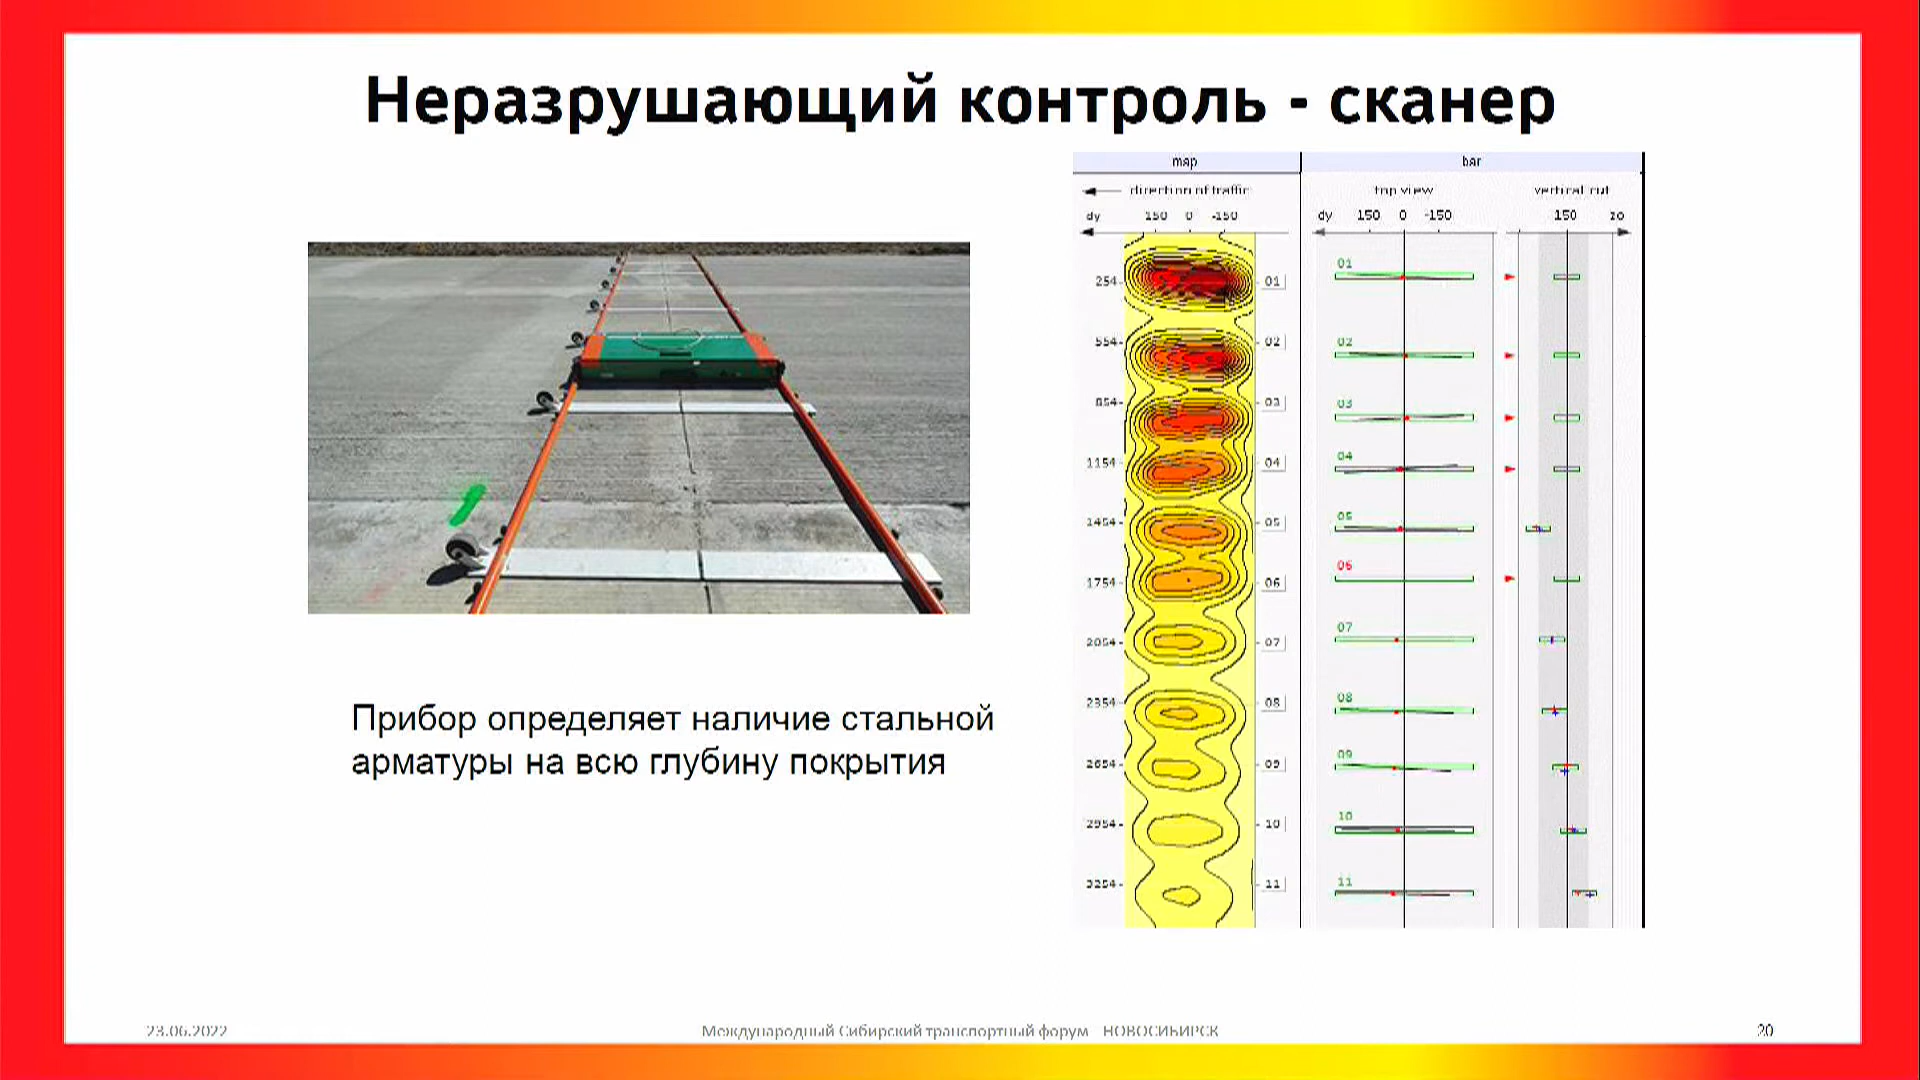 Неразрушающий контроль - сканер
map
bar
direction of traffic
top view
vertical cut
dy 150 0 -150
dy 150 0 -150
150 zo
254 01
554 02
854 03
1154 04
1454 05
1754 06
2054 07
2354 08
2654 09
2954 10
3254 11
01
02
03
04
05
06
07
08
09
10
11
Прибор определяет наличие стальной
арматуры на всю глубину покрытия
23.06.2022
Международный Сибирский транспортный форум НОВОСИБИРСК
20